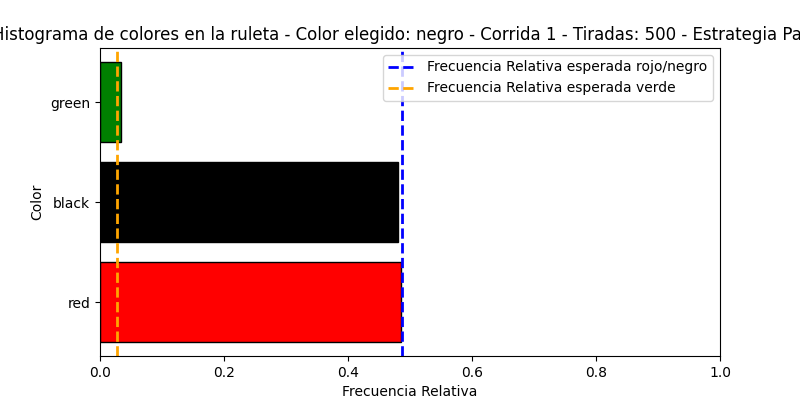 Histograma de colores en la ruleta - Color elegido: negro - Corrida 1 - Tiradas: 500 - Estrategia Pa
Frecuencia Relativa esperada rojo/negro
Frecuencia Relativa esperada verde
green
black
red
Color
0.0 0.2 0.4 0.6 0.8 1.0
Frecuencia Relativa